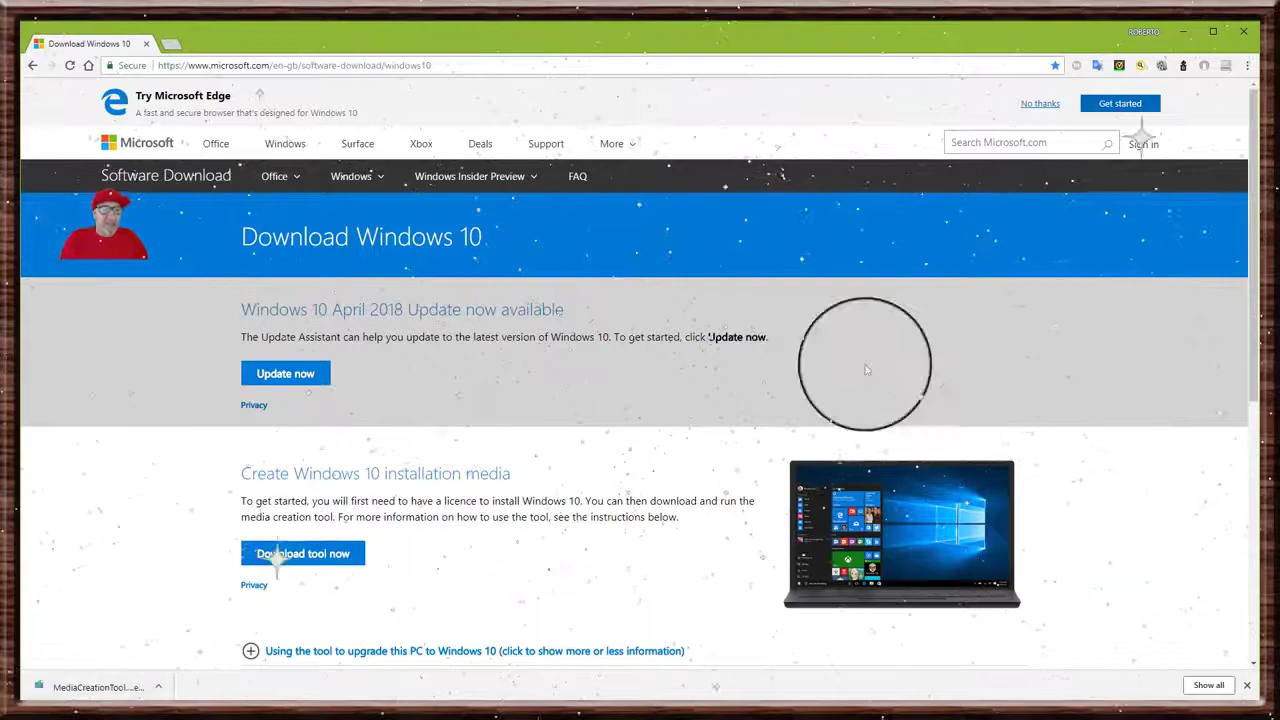 ROBERTO
Download Windows 10
Secure
https://www.microsoft.com/en-gb/software-download/windows10
Try Microsoft Edge
A fast and secure browser that's designed for Windows 10
No thanks
Get started
Microsoft
Office
Windows
Surface
Xbox
Deals
Support
More
Search Microsoft.com
Sign in
Software Download
Office
Windows
Windows Insider Preview
FAQ
Download Windows 10
Windows 10 April 2018 Update now available
The Update Assistant can help you update to the latest version of Windows 10. To get started, click Update now.
Update now
Privacy
Create Windows 10 installation media
To get started, you will first need to have a licence to install Windows 10. You can then download and run the
media creation tool. For more information on how to use the tool, see the instructions below.
Download tool now
Privacy
Using the tool to upgrade this PC to Windows 10 (click to show more or less information)
MediaCreationTool....e...
Show all